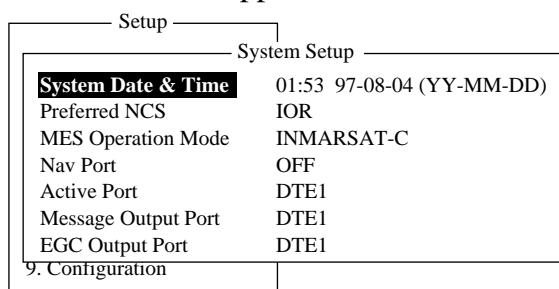 Setup
System Setup
System Date & Time 01:53 97-08-04 (YY-MM-DD)
Preferred NCS IOR
MES Operation Mode INMARSAT-C
Nav Port OFF
Active Port DTE1
Message Output Port DTE1
EGC Output Port DTE1
9. Configuration